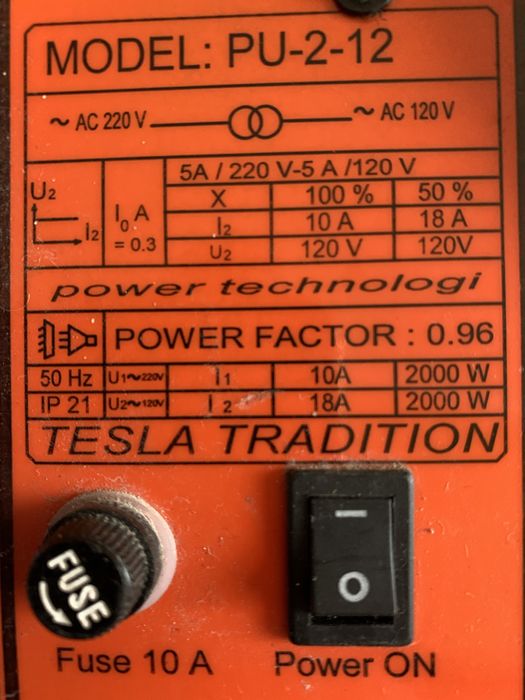 MODEL: PU-2-12
~ AC 220 V ~ AC 120 V
5A / 220 V-5 A /120 V
U2 I2
I0 A = 0.3
X 100 % 50 %
I2 10 A 18 A
U2 120 V 120V
power technologi
POWER FACTOR : 0.96
50 Hz U1~220V I1 10A 2000 W
IP 21 U2~120V I 2 18A 2000 W
TESLA TRADITION
FUSE
I
O
Fuse 10 A Power ON